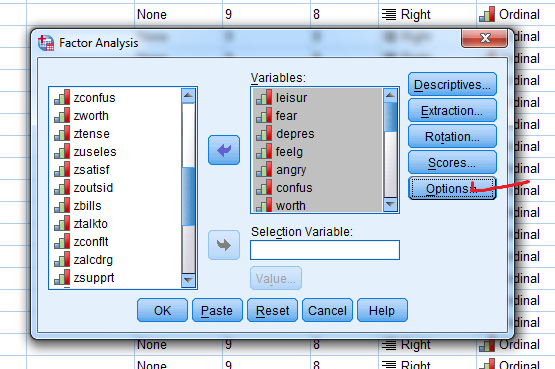 None 9 8 Right Ordinal
Factor Analysis
Variables:
zconfus
zworth
ztense
zuseles
zsatisf
zoutsid
zbills
ztalkto
zconflt
zalcdrg
zsupprt
leisur
fear
depres
feelg
angry
confus
worth
Descriptives...
Extraction...
Rotation...
Scores...
Options...
Selection Variable:
Value...
OK Paste Reset Cancel Help
None 9 8 Right Ordinal
None 9 8 Right Ordinal